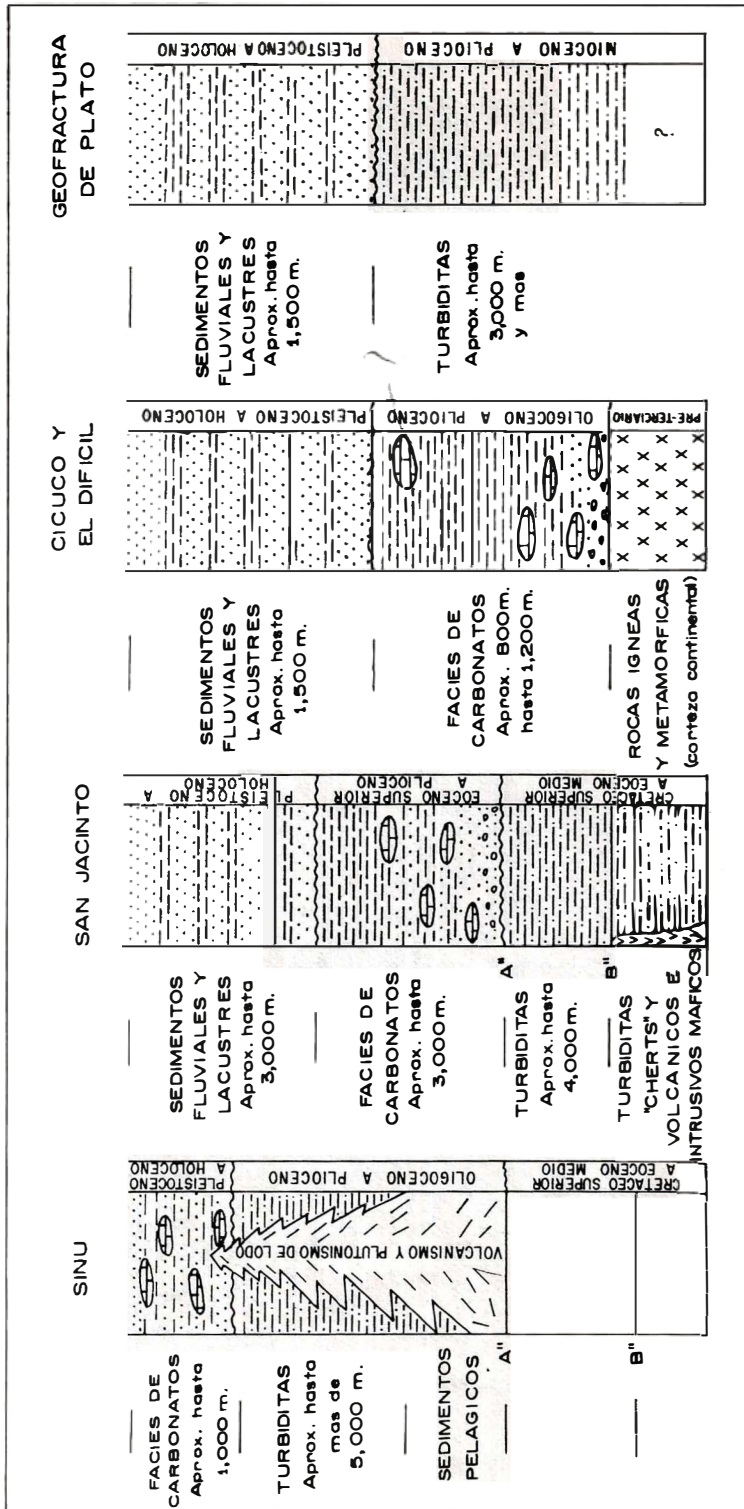 SINU
FACIES DE
CARBONATOS
Aprox. hasta
1,000 m.
TURBIDITAS
Aprox. hasta
mas de
5,000 m.
SEDIMENTOS
PELAGICOS
A"
B"
VOLCANISMO Y PLUTONISMO DE LODO
PLEISTOCENO
A HOLOCENO
OLIGOCENO A PLIOCENO
CRETACEO SUPERIOR
A EOCENO MEDIO
SAN JACINTO
SEDIMENTOS
FLUVIALES Y
LACUSTRES
Aprox. hasta
3,000 m.
FACIES DE
CARBONATOS
Aprox. hasta
3,000 m.
A"
TURBIDITAS
Aprox. hasta
4,000 m.
B"
TURBIDITAS
"CHERTS" Y
VOLCANICOS E
INTRUSIVOS MAFICOS
PLEISTOCENO A
HOLOCENO
EOCENO SUPERIOR
A PLIOCENO
CRETACEO SUPERIOR
A EOCENO MEDIO
CICUCO Y
EL DIFICIL
SEDIMENTOS
FLUVIALES Y
LACUSTRES
Aprox. hasta
1,500 m.
FACIES DE
CARBONATOS
Aprox. 800m.
hasta 1,200 m.
ROCAS IGNEAS
Y METAMORFICAS
(corteza continental)
PLEISTOCENO A HOLOCENO
OLIGOCENO A PLIOCENO
PRE-TERCIARIO
GEOFRACTURA
DE PLATO
SEDIMENTOS
FLUVIALES Y
LACUSTRES
Aprox. hasta
1,500 m.
TURBIDITAS
Aprox. hasta
3,000 m.
y mas
?
PLEISTOCENO A HOLOCENO
MIOCENO A PLIOCENO